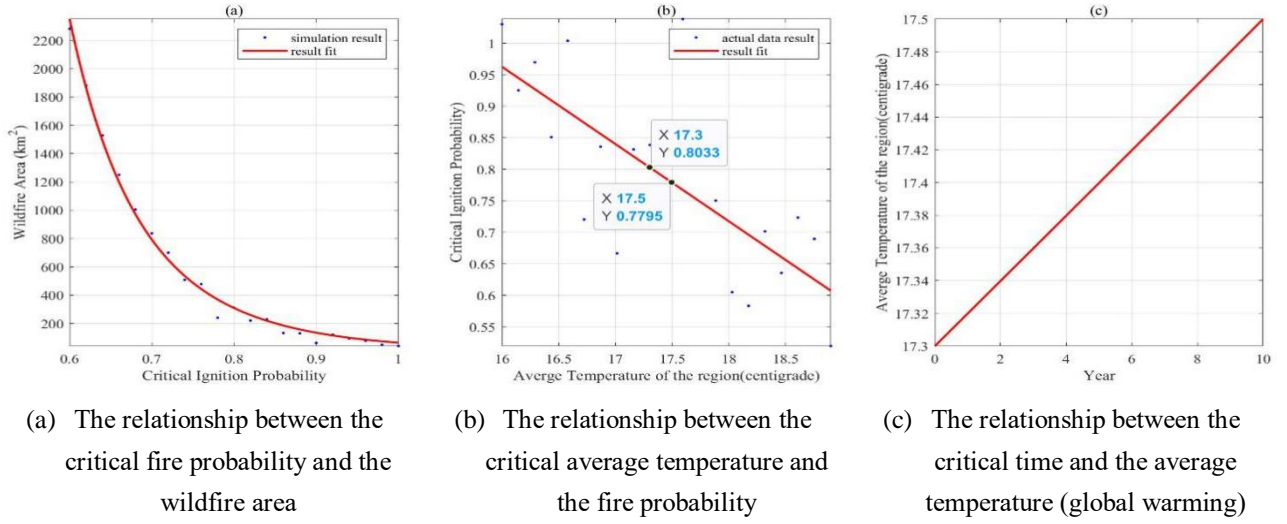 (a)
simulation result
result fit
Wildfire Area (km²)
2200
2000
1800
1600
1400
1200
1000
800
600
400
200
0.6 0.7 0.8 0.9 1
Critical Ignition Probability
(b)
actual data result
result fit
Critical Ignition Probability)
1
0.95
0.9
0.85
0.8
0.75
0.7
0.65
0.6
0.55
X 17.3
Y 0.8033
X 17.5
Y 0.7795
16 16.5 17 17.5 18 18.5
Averge Temperature of the region(centigrade)
(c)
Averge Temperature of the region(centigrade)
17.5
17.48
17.46
17.44
17.42
17.4
17.38
17.36
17.34
17.32
17.3
0 2 4 6 8 10
Year
(a) The relationship between the
critical fire probability and the
wildfire area
(b) The relationship between the
critical average temperature and
the fire probability
(c) The relationship between the
critical time and the average
temperature (global warming)